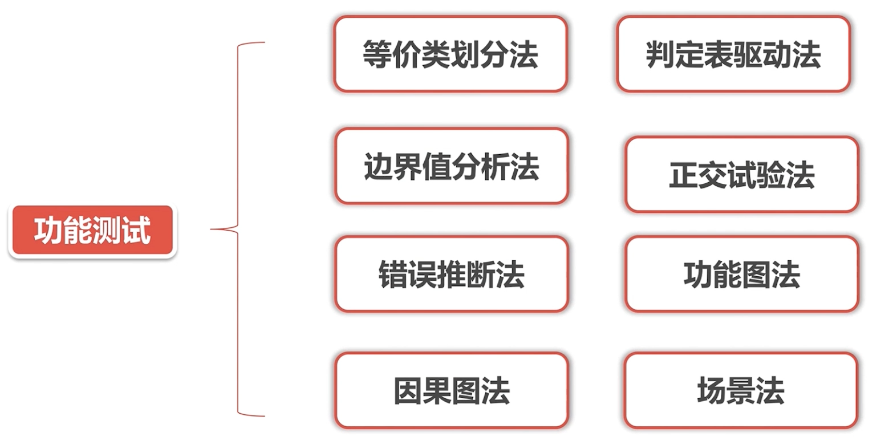 功能测试
等价类划分法
判定表驱动法
边界值分析法
正交试验法
错误推断法
功能图法
因果图法
场景法